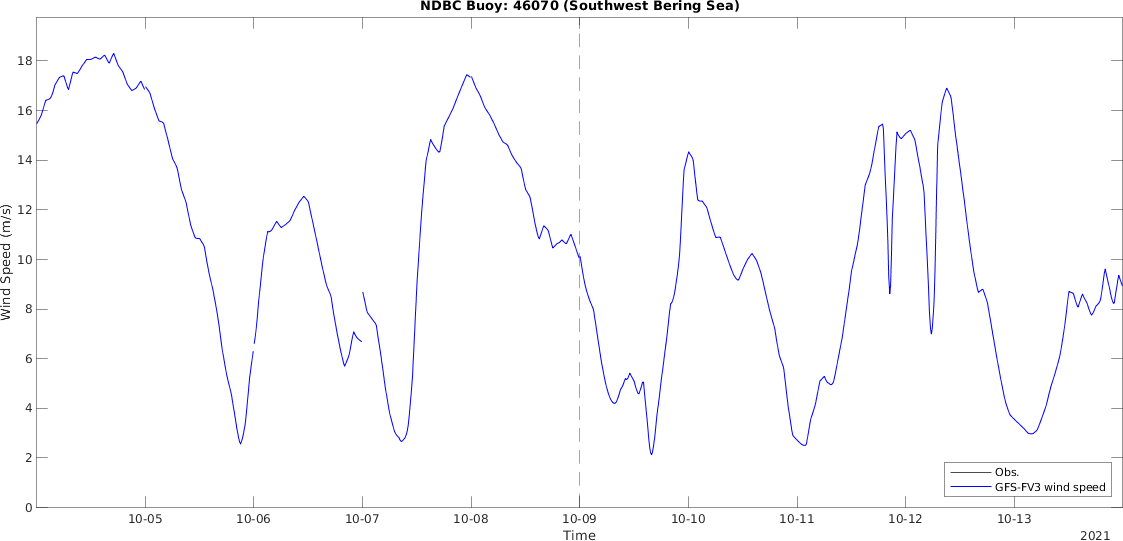 NDBC Buoy: 46070 (Southwest Bering Sea)
Wind Speed (m/s)
18
16
14
12
10
8
6
4
2
0
10-05 10-06 10-07 10-08 10-09 10-10 10-11 10-12 10-13
Time
2021
Obs.
GFS-FV3 wind speed